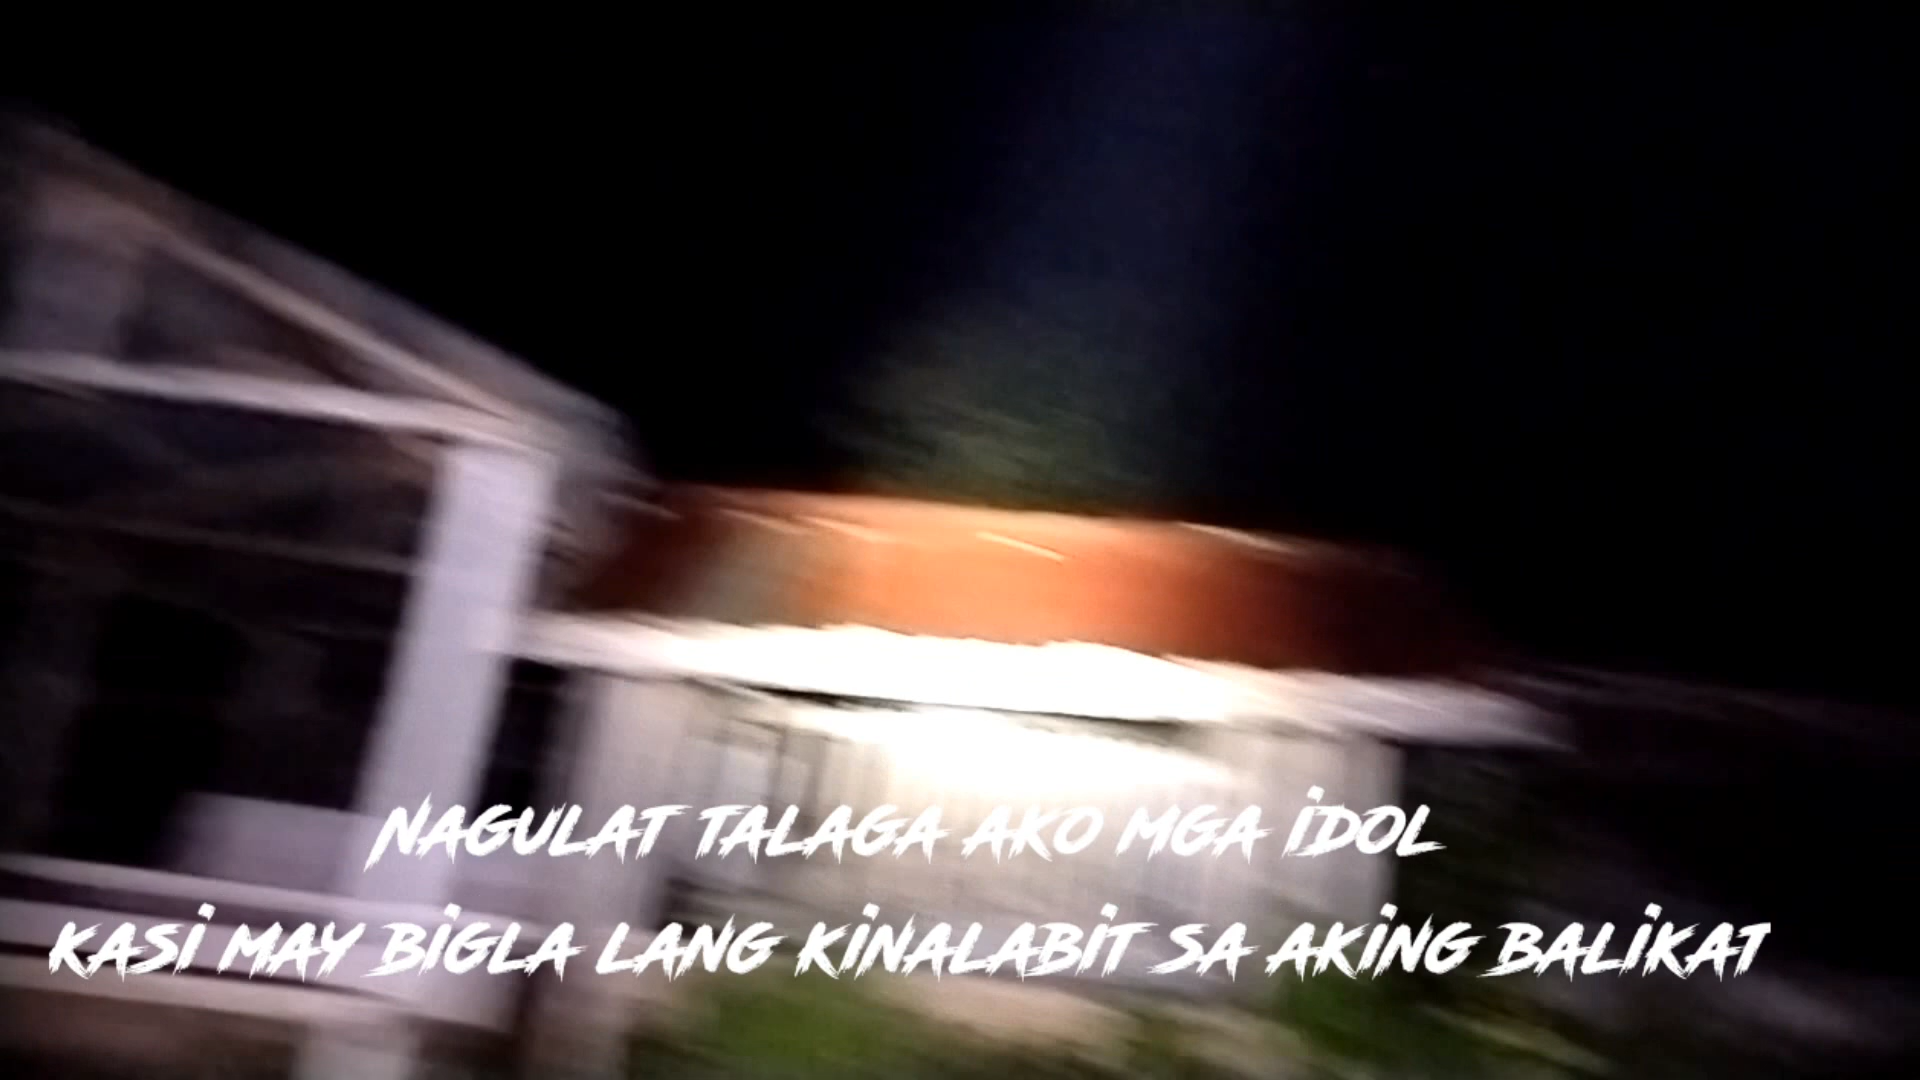 NAGULAT TALAGA AKO MGA IDOL
KASI MAY BIGLA LANG KINALABIT SA AKING BALIKAT